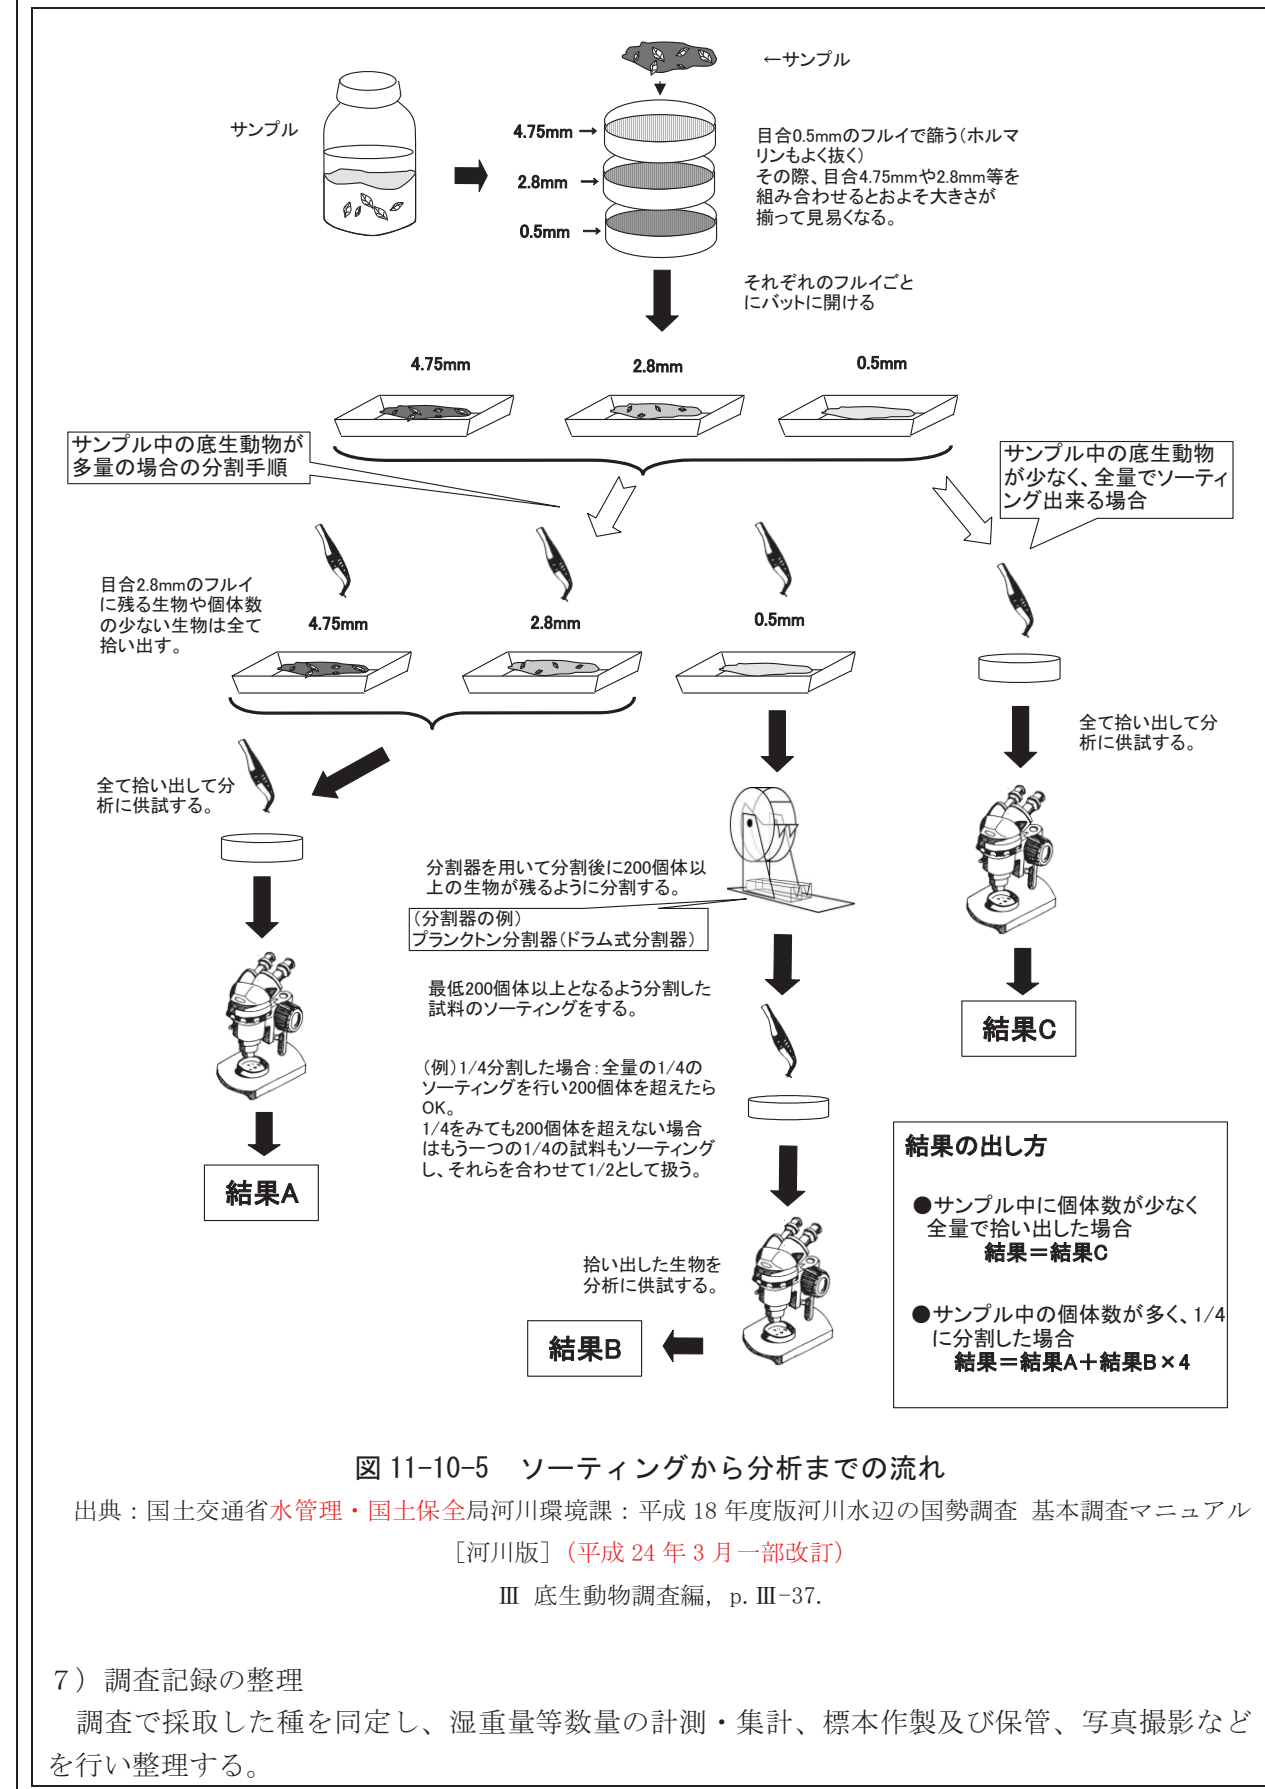 ←サンプル
サンプル
4.75mm →
2.8mm →
0.5mm →
目合0.5mmのフルイで篩う(ホルマ
リンもよく抜く)
その際、目合4.75mmや2.8mm等を
組み合わせるとおよそ大きさが
揃って見易くなる。
それぞれのフルイごと
にバットに開ける
4.75mm
2.8mm
0.5mm
サンプル中の底生動物が
多量の場合の分割手順
サンプル中の底生動物
が少なく、全量でソーティ
ング出来る場合
目合2.8mmのフルイ
に残る生物や個体数
の少ない生物は全て
拾い出す。
4.75mm
2.8mm
0.5mm
全て拾い出して分
析に供試する。
全て拾い出して分
析に供試する。
分割器を用いて分割後に200個体以
上の生物が残るように分割する。
(分割器の例)
プランクトン分割器(ドラム式分割器)
最低200個体以上となるよう分割した
試料のソーティングをする。
(例)1/4分割した場合:全量の1/4の
ソーティングを行い200個体を超えたら
OK。
1/4をみても200個体を超えない場合
はもう一つの1/4の試料もソーティング
し、それらを合わせて1/2として扱う。
結果A
結果C
拾い出した生物を
分析に供試する。
結果B
結果の出し方
●サンプル中に個体数が少なく
全量で拾い出した場合
結果＝結果C
●サンプル中の個体数が多く、1/4
に分割した場合
結果＝結果A＋結果B×4
図 11-10-5　ソーティングから分析までの流れ
出典：国土交通省水管理・国土保全局河川環境課：平成 18 年度版河川水辺の国勢調査 基本調査マニュアル
［河川版］（平成 24 年 3 月一部改訂）
Ⅲ 底生動物調査編, p.Ⅲ-37.
７）調査記録の整理
調査で採取した種を同定し、湿重量等数量の計測・集計、標本作製及び保管、写真撮影など
を行い整理する。